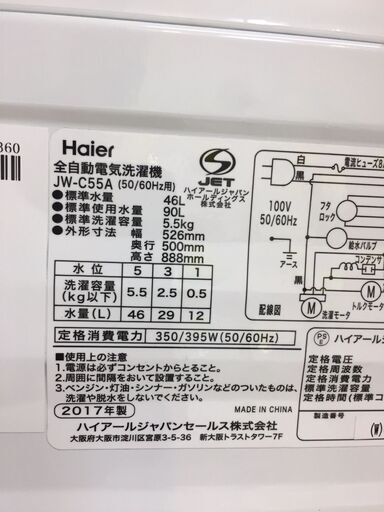 360
Haier
全自動電気洗濯機
JW-C55A (50/60Hz用)
■標準水量 46L
■標準使用水量 90L
■標準洗濯容量 5.5kg
■外形寸法 幅 526mm
奥行 500mm
高さ 888mm
JET
ハイアールジャパン
ホールディングス
株式会社
水位 5 3 1
洗濯容量
(kg以下) 5.5 2.5 0.5
水量(L) 46 29 12
定格消費電力 350/395W(50/60Hz)
■使用上の注意
1.電源は必ずコンセントからとること。
2.周囲に間隔をおいて設置すること。
3.ベンジン・灯油・シンナー・ガソリンなどのついた
洗濯や脱水をしないでください。
2017年製
MADE IN CHINA
ハイアールジャパンセールス株式会社
大阪府大阪市淀川区宮原3-5-36 新大阪トラストタワー7F
白
電流ヒューズ8A
黒
100V
50/60Hz
フタ
ロック
給水バルブ
アース
コンデンサ
黒
M
M
配線図
洗濯モータ
トルクモータ
PS
E
ハイアール
定格電圧
定格周波数
定格消費電力
標準洗濯容量
定格時間(標準コ
製造番号
(W)